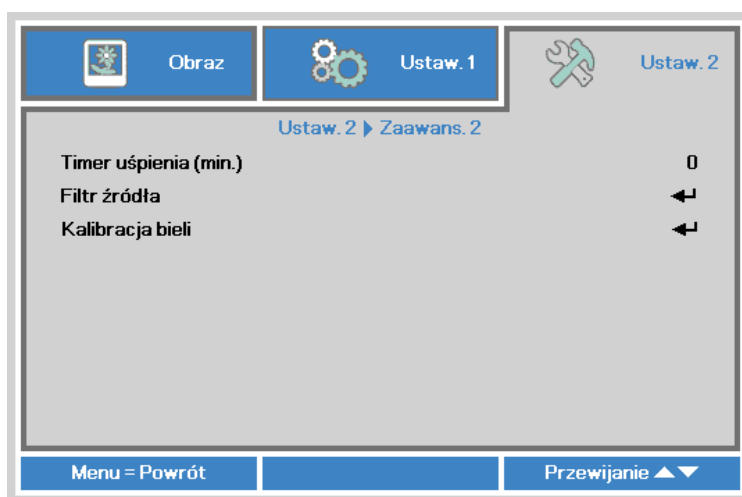 Obraz
Ustaw. 1
Ustaw. 2
Ustaw. 2 ▶ Zaawans. 2
Timer uśpienia (min.) 0
Filtr źródła ↵
Kalibracja bieli ↵
Menu = Powrót
Przewijanie ▲▼